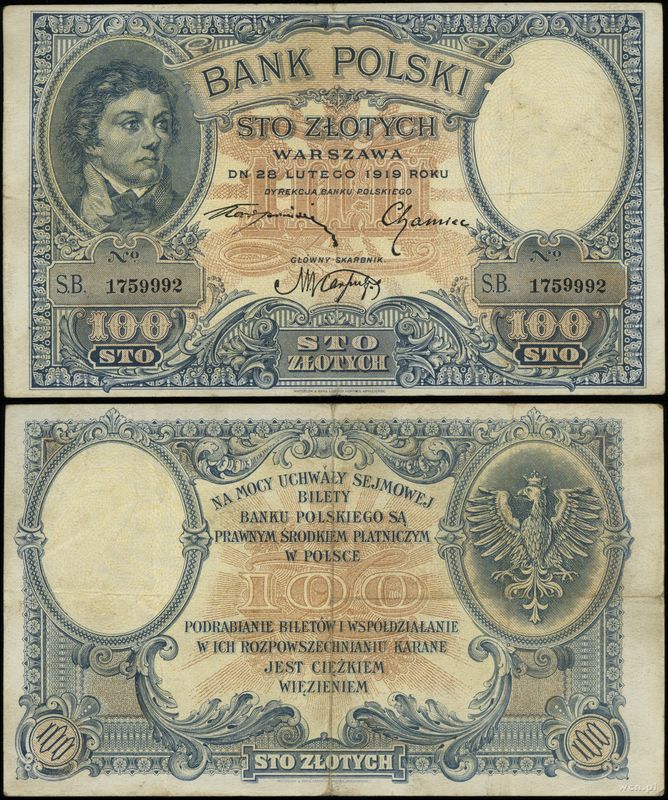 BANK POLSKI
STO ZŁOTYCH
WARSZAWA
DN 28 LUTEGO 1919 ROKU
DYREKCJA BANKU POLSKIEGO
GŁOWNY SKARBNIK
No
S.B. 1759992
No
S.B. 1759992
100
STO
STO
ZŁOTYCH
100
STO
NA MOCY UCHWAŁY SEJMOWEJ
BILETY
BANKU POLSKIEGO SĄ
PRAWNYM ŚRODKIEM PŁATNICZYM
W POLSCE
100
PODRABIANIE BILETÓW I WSPÓŁDZIAŁANIE
W ICH ROZPOWSZECHNIANIU KARANE
JEST CIĘŻKIEM
WIĘZIENIEM
100
STO ZŁOTYCH
100
wcn.pl